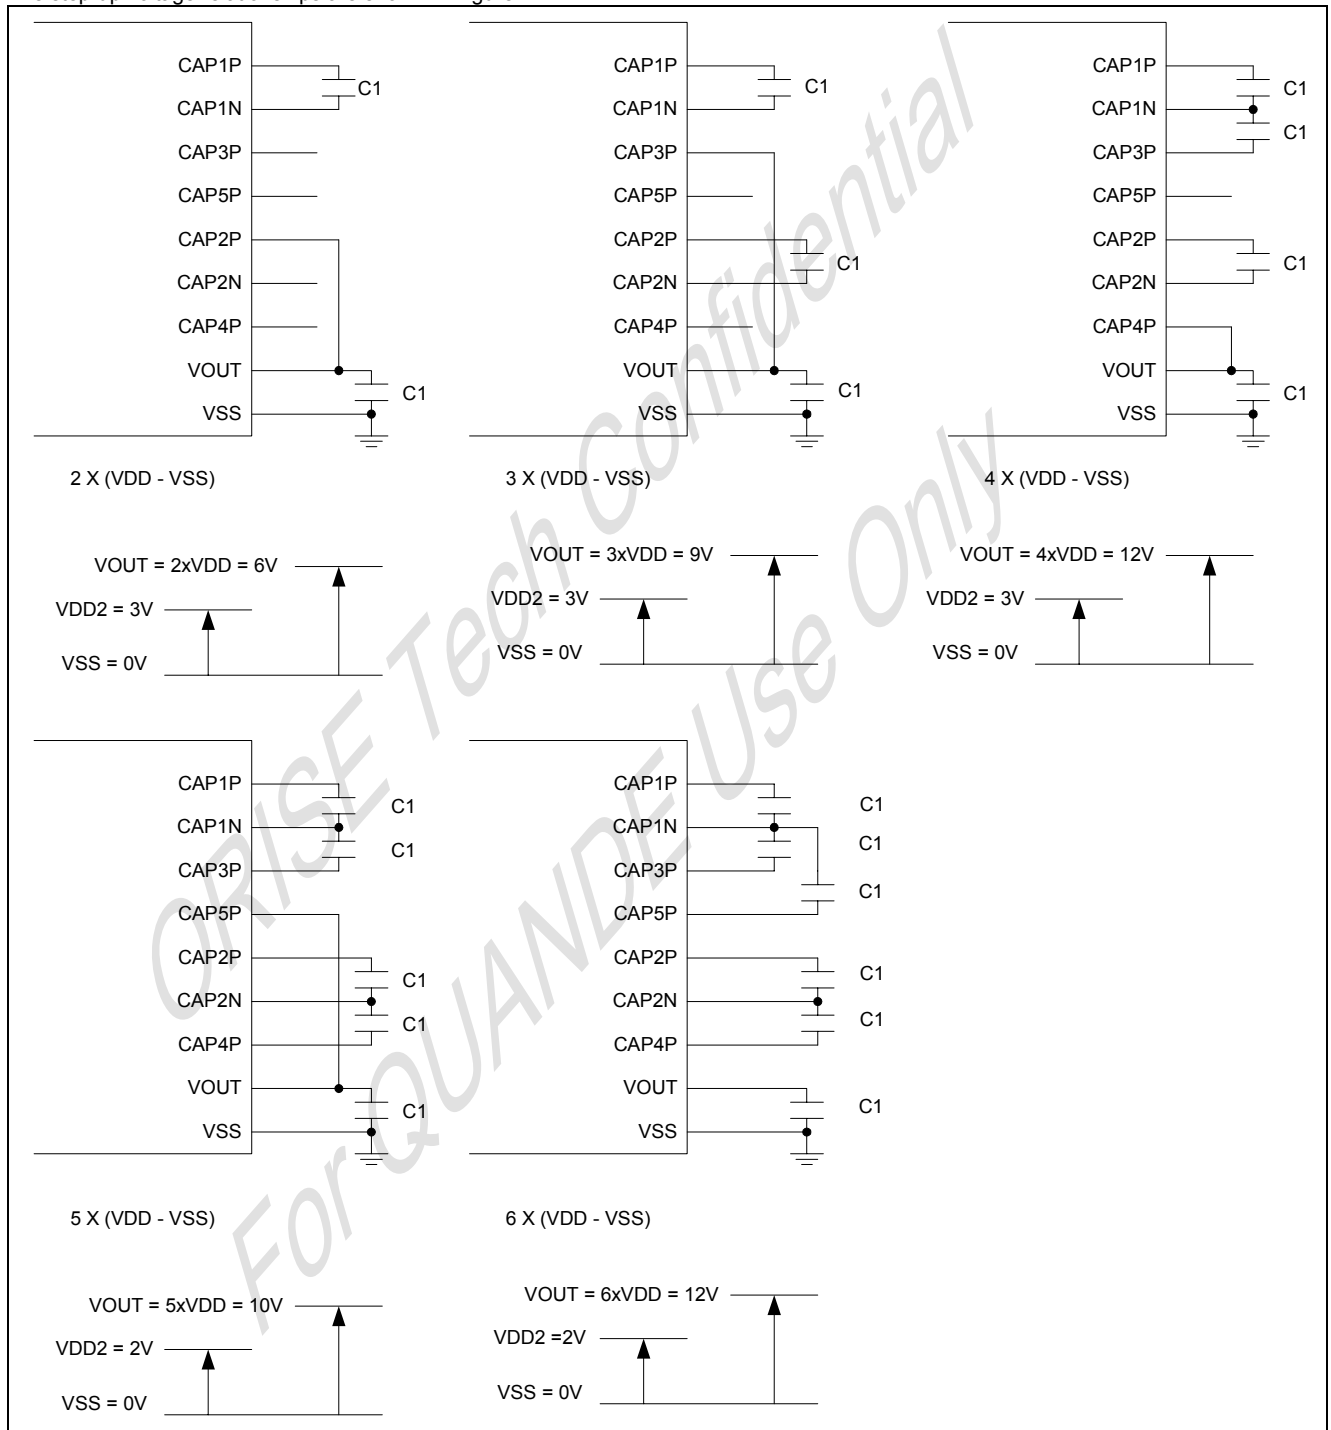 CAP1P
C1
CAP1N
CAP3P
CAP5P
CAP2P
CAP2N
CAP4P
VOUT
C1
VSS
2 X (VDD - VSS)
VOUT = 2xVDD = 6V
VDD2 = 3V
VSS = 0V
CAP1P
C1
CAP1N
CAP3P
CAP5P
CAP2P
C1
CAP2N
CAP4P
VOUT
C1
VSS
3 X (VDD - VSS)
VOUT = 3xVDD = 9V
VDD2 = 3V
VSS = 0V
CAP1P
C1
CAP1N
C1
CAP3P
CAP5P
CAP2P
C1
CAP2N
CAP4P
VOUT
C1
VSS
4 X (VDD - VSS)
VOUT = 4xVDD = 12V
VDD2 = 3V
VSS = 0V
CAP1P
C1
CAP1N
C1
CAP3P
CAP5P
CAP2P
C1
CAP2N
C1
CAP4P
VOUT
C1
VSS
5 X (VDD - VSS)
VOUT = 5xVDD = 10V
VDD2 = 2V
VSS = 0V
CAP1P
C1
CAP1N
C1
CAP3P
C1
CAP5P
CAP2P
C1
CAP2N
C1
CAP4P
VOUT
C1
VSS
6 X (VDD - VSS)
VOUT = 6xVDD = 12V
VDD2 =2V
VSS = 0V
ORISE Tech Confidential
For QUANDE Use Only